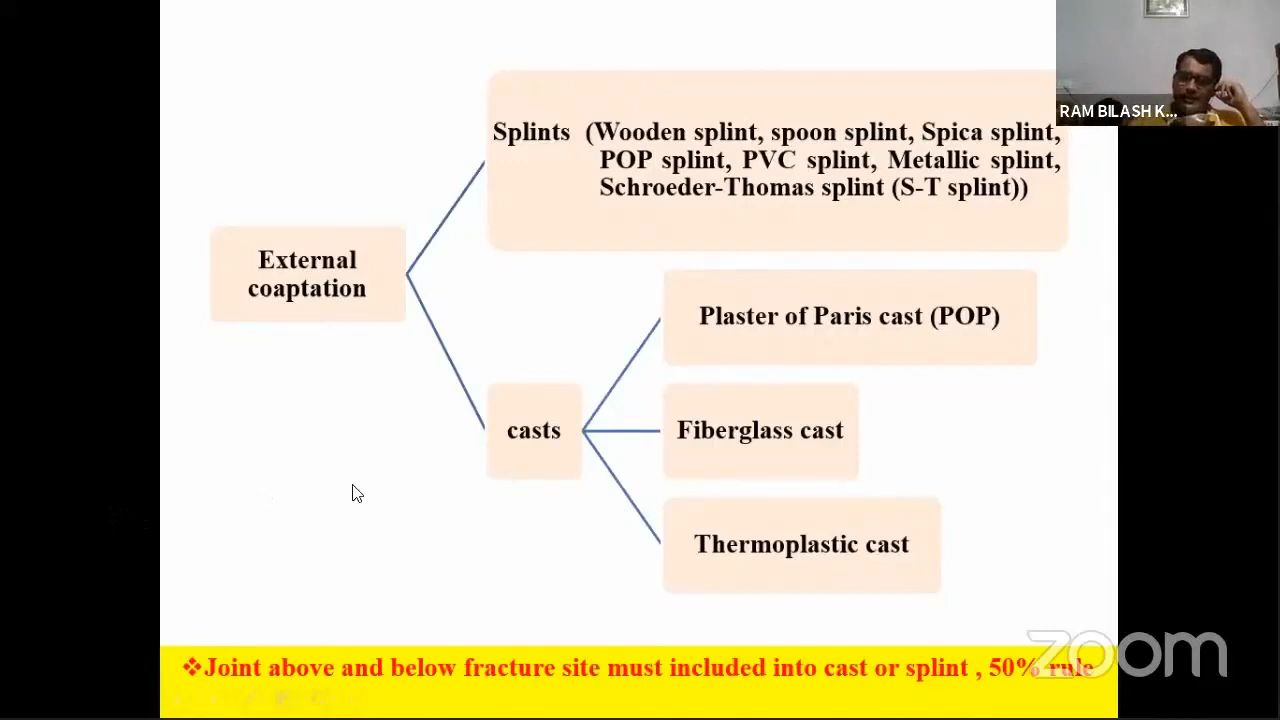 RAM BILASH K...
Splints (Wooden splint, spoon splint, Spica splint,
POP splint, PVC splint, Metallic splint,
Schroeder-Thomas splint (S-T splint))
External
coaptation
Plaster of Paris cast (POP)
casts
Fiberglass cast
Thermoplastic cast
❖Joint above and below fracture site must included into cast or splint , 50% rule
zoom